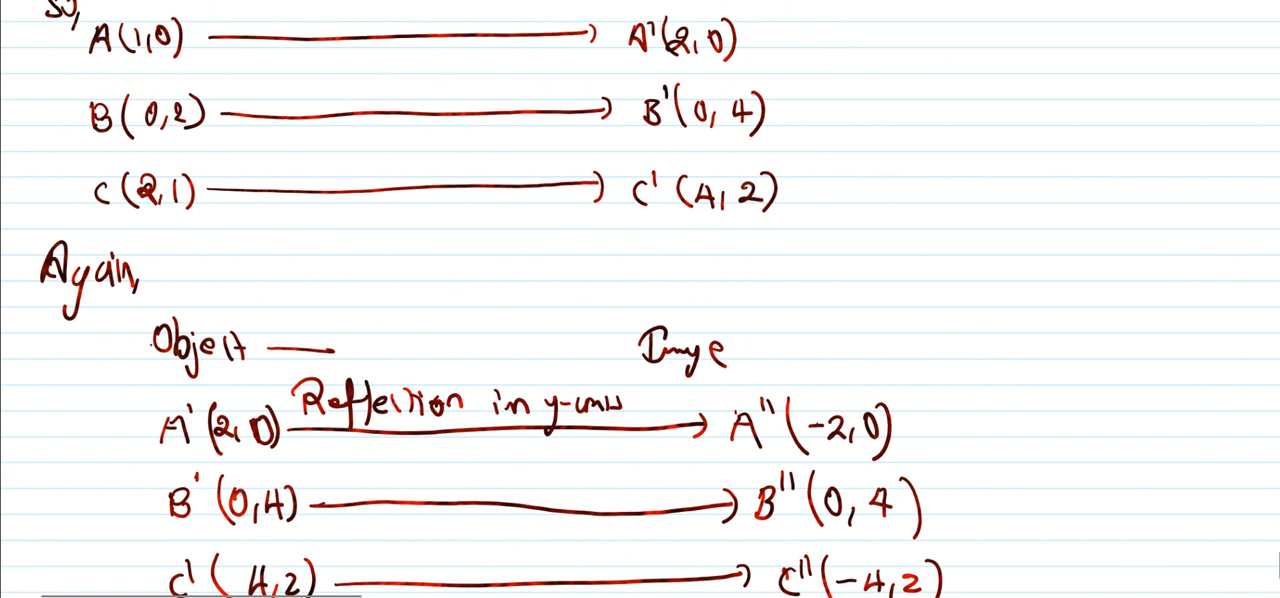 So,
A(1,0) → A'(2,0)
B(0,2) → B'(0,4)
C(2,1) → C'(4,2)
Again,
Object — Image
A'(2,0) Reflection in y-axis → A''(-2,0)
B'(0,4) → B''(0,4)
C'(4,2) → C''(-4,2)